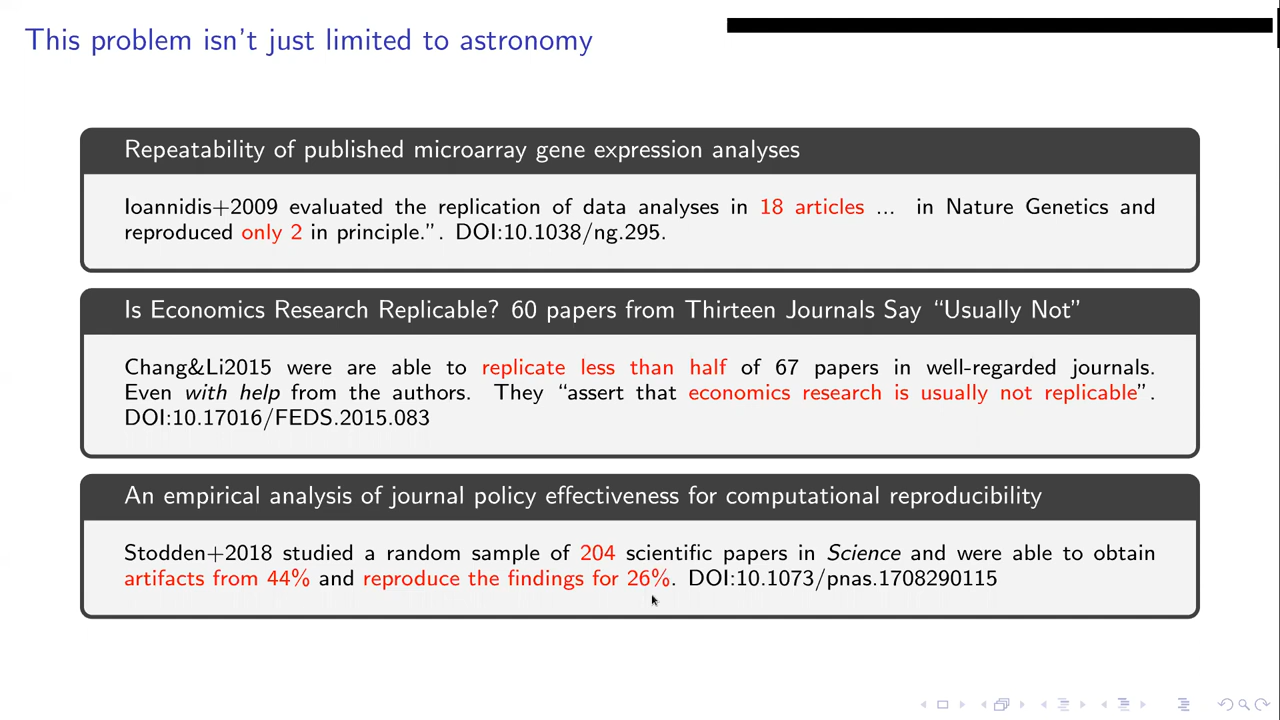 This problem isn't just limited to astronomy
Repeatability of published microarray gene expression analyses
Ioannidis+2009 evaluated the replication of data analyses in 18 articles ... in Nature Genetics and
reproduced only 2 in principle.”. DOI:10.1038/ng.295.
Is Economics Research Replicable? 60 papers from Thirteen Journals Say “Usually Not”
Chang&Li2015 were are able to replicate less than half of 67 papers in well-regarded journals.
Even with help from the authors. They “assert that economics research is usually not replicable”.
DOI:10.17016/FEDS.2015.083
An empirical analysis of journal policy effectiveness for computational reproducibility
Stodden+2018 studied a random sample of 204 scientific papers in Science and were able to obtain
artifacts from 44% and reproduce the findings for 26%. DOI:10.1073/pnas.1708290115